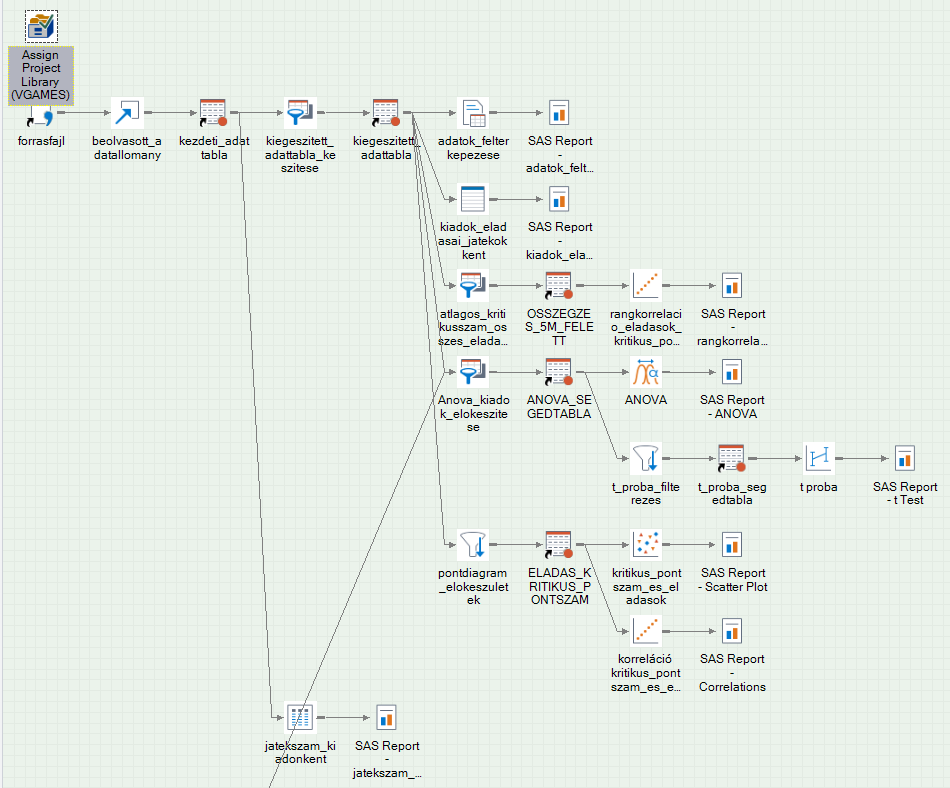 Assign
Project
Library
(VGAMES)
forrasfajl
beolvasott_a
datallomany
kezdeti_adat
tabla
kiegeszitett_
adattabla_ke
szitese
kiegeszitett_
adattabla
adatok_felter
kepezese
SAS Report
-
adatok_felt...
kiadok_elad
asai_jatekok
kent
SAS Report
-
kiadok_ela...
atlagos_kriti
kusszam_os
szes_elada...
OSSZEGZE
S_5M_FELE
TT
rangkorrelaci
o_eladasok_
kritikus_po...
SAS Report
-
rangkorrela...
Anova_kiado
k_elokeszite
se
ANOVA_SE
GEDTABLA
ANOVA
SAS Report
- ANOVA
t_proba_filte
rezes
t_proba_seg
edtabla
t proba
SAS Report
- t Test
pontdiagram
_elokeszulet
ek
ELADAS_K
RITIKUS_P
ONTSZAM
kritikus_pont
szam_es_el
adasok
SAS Report
- Scatter Plot
korreláció
kritikus_pont
szam_es_e...
SAS Report
-
Correlations
jatekszam_ki
adonkent
SAS Report
-
jatekszam_...